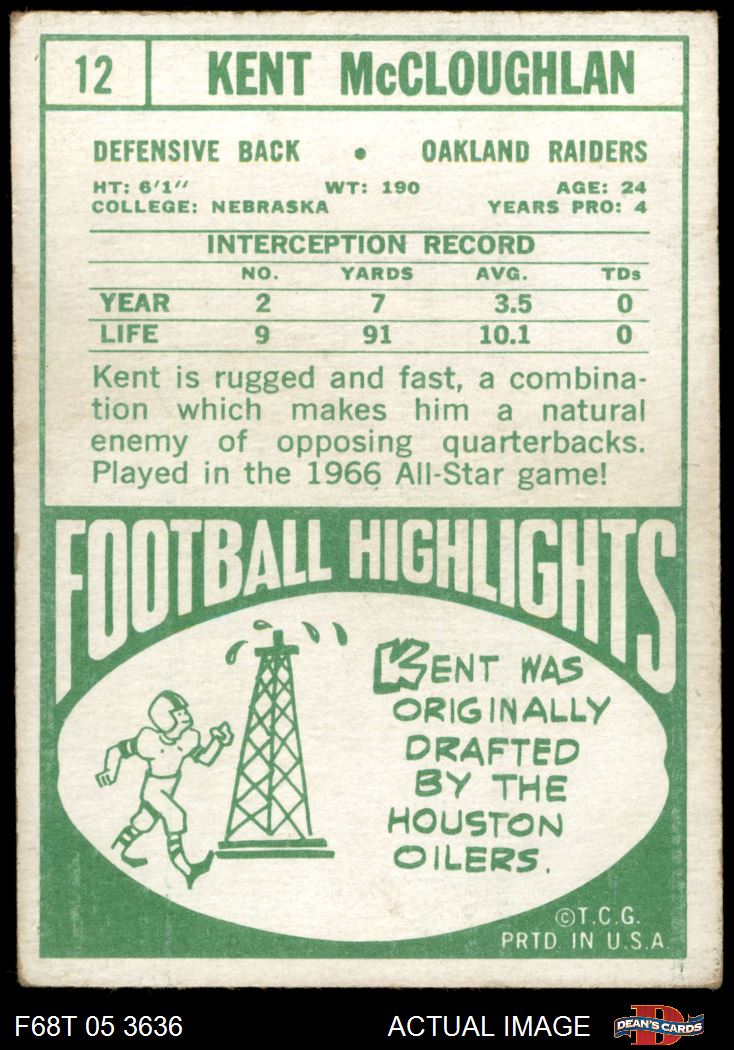 12 KENT McCLOUGHLAN
DEFENSIVE BACK • OAKLAND RAIDERS
HT: 6'1" WT: 190 AGE: 24
COLLEGE: NEBRASKA YEARS PRO: 4
INTERCEPTION RECORD
NO. YARDS AVG. TDs
YEAR 2 7 3.5 0
LIFE 9 91 10.1 0
Kent is rugged and fast, a combina-
tion which makes him a natural
enemy of opposing quarterbacks.
Played in the 1966 All-Star game!
FOOTBALL HIGHLIGHTS
KENT WAS
ORIGINALLY
DRAFTED
BY THE
HOUSTON
OILERS.
©T.C.G.
PRTD. IN U.S.A.
F68T 05 3636 ACTUAL IMAGE D DEAN'S CARDS